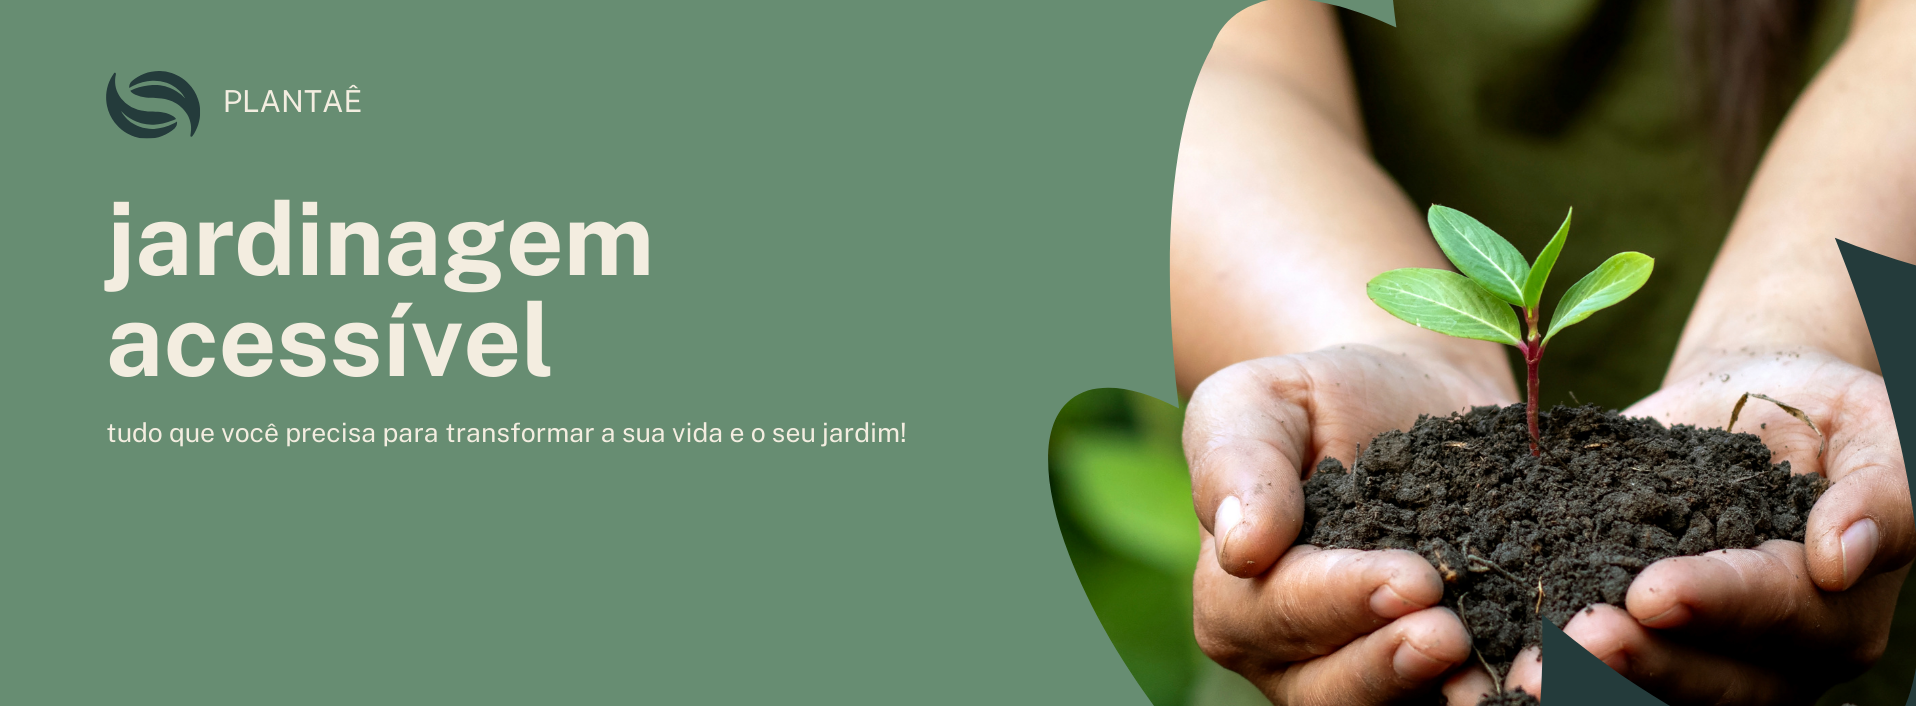 PLANTAÊ
jardinagem
acessível
tudo que você precisa para transformar a sua vida e o seu jardim!